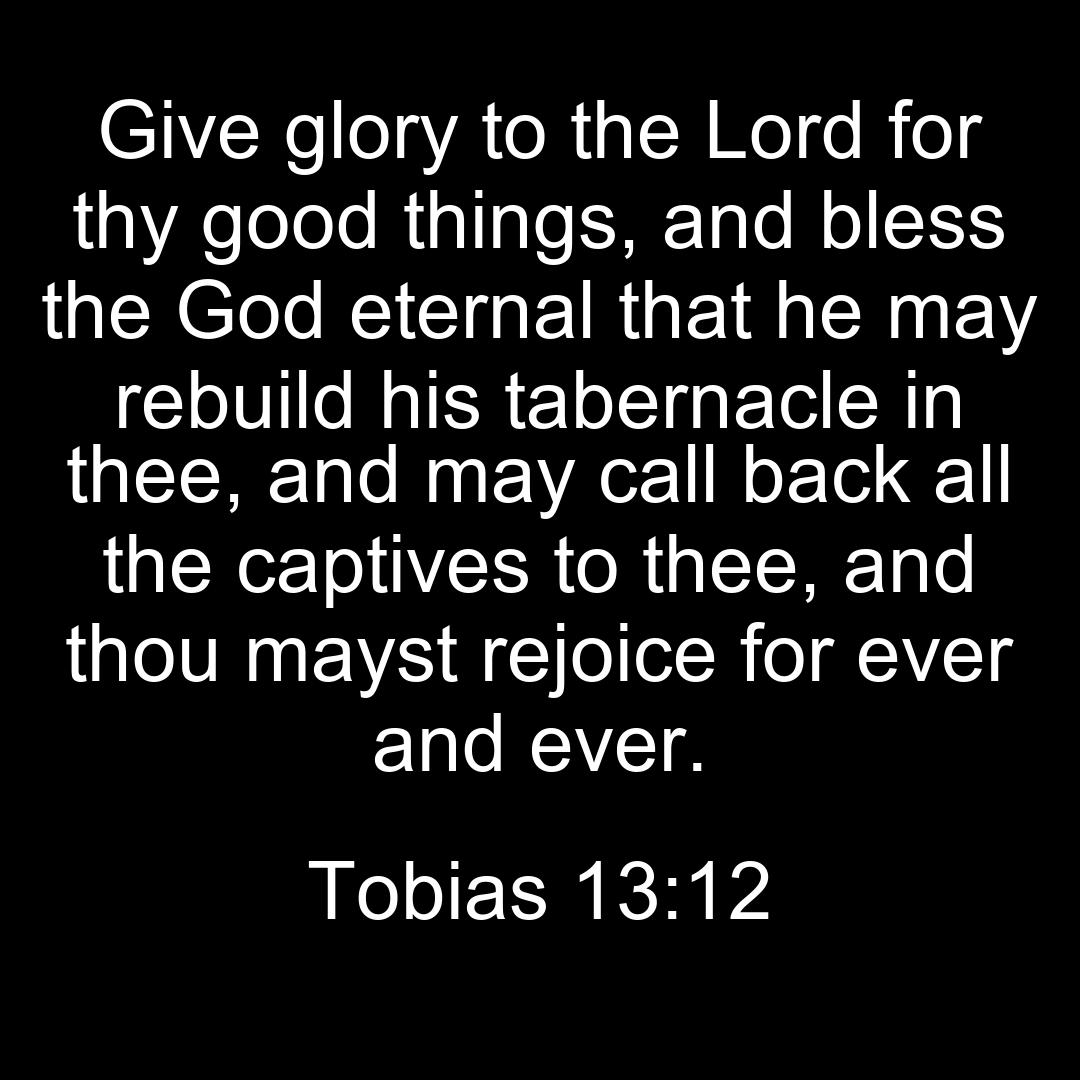 Give glory to the Lord for
thy good things, and bless
the God eternal that he may
rebuild his tabernacle in
thee, and may call back all
the captives to thee, and
thou mayst rejoice for ever
and ever.
Tobias 13:12